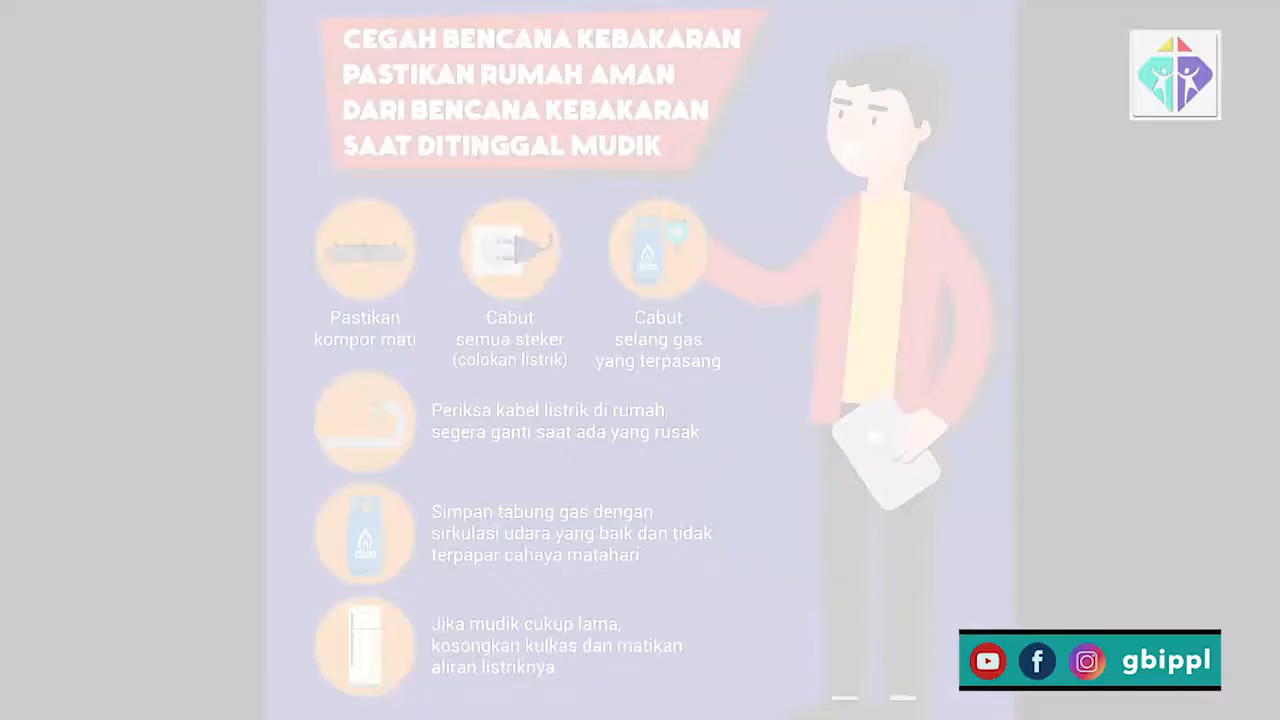 CEGAH BENCANA KEBAKARAN
PASTIKAN RUMAH AMAN
DARI BENCANA KEBAKARAN
SAAT DITINGGAL MUDIK
Pastikan
kompor mati
Cabut
semua steker
(colokan listrik)
Cabut
selang gas
yang terpasang
Periksa kabel listrik di rumah,
segera ganti saat ada yang rusak
Simpan tabung gas dengan
sirkulasi udara yang baik dan tidak
terpapar cahaya matahari
Jika mudik cukup lama,
kosongkan kulkas dan matikan
aliran listriknya
gbippl